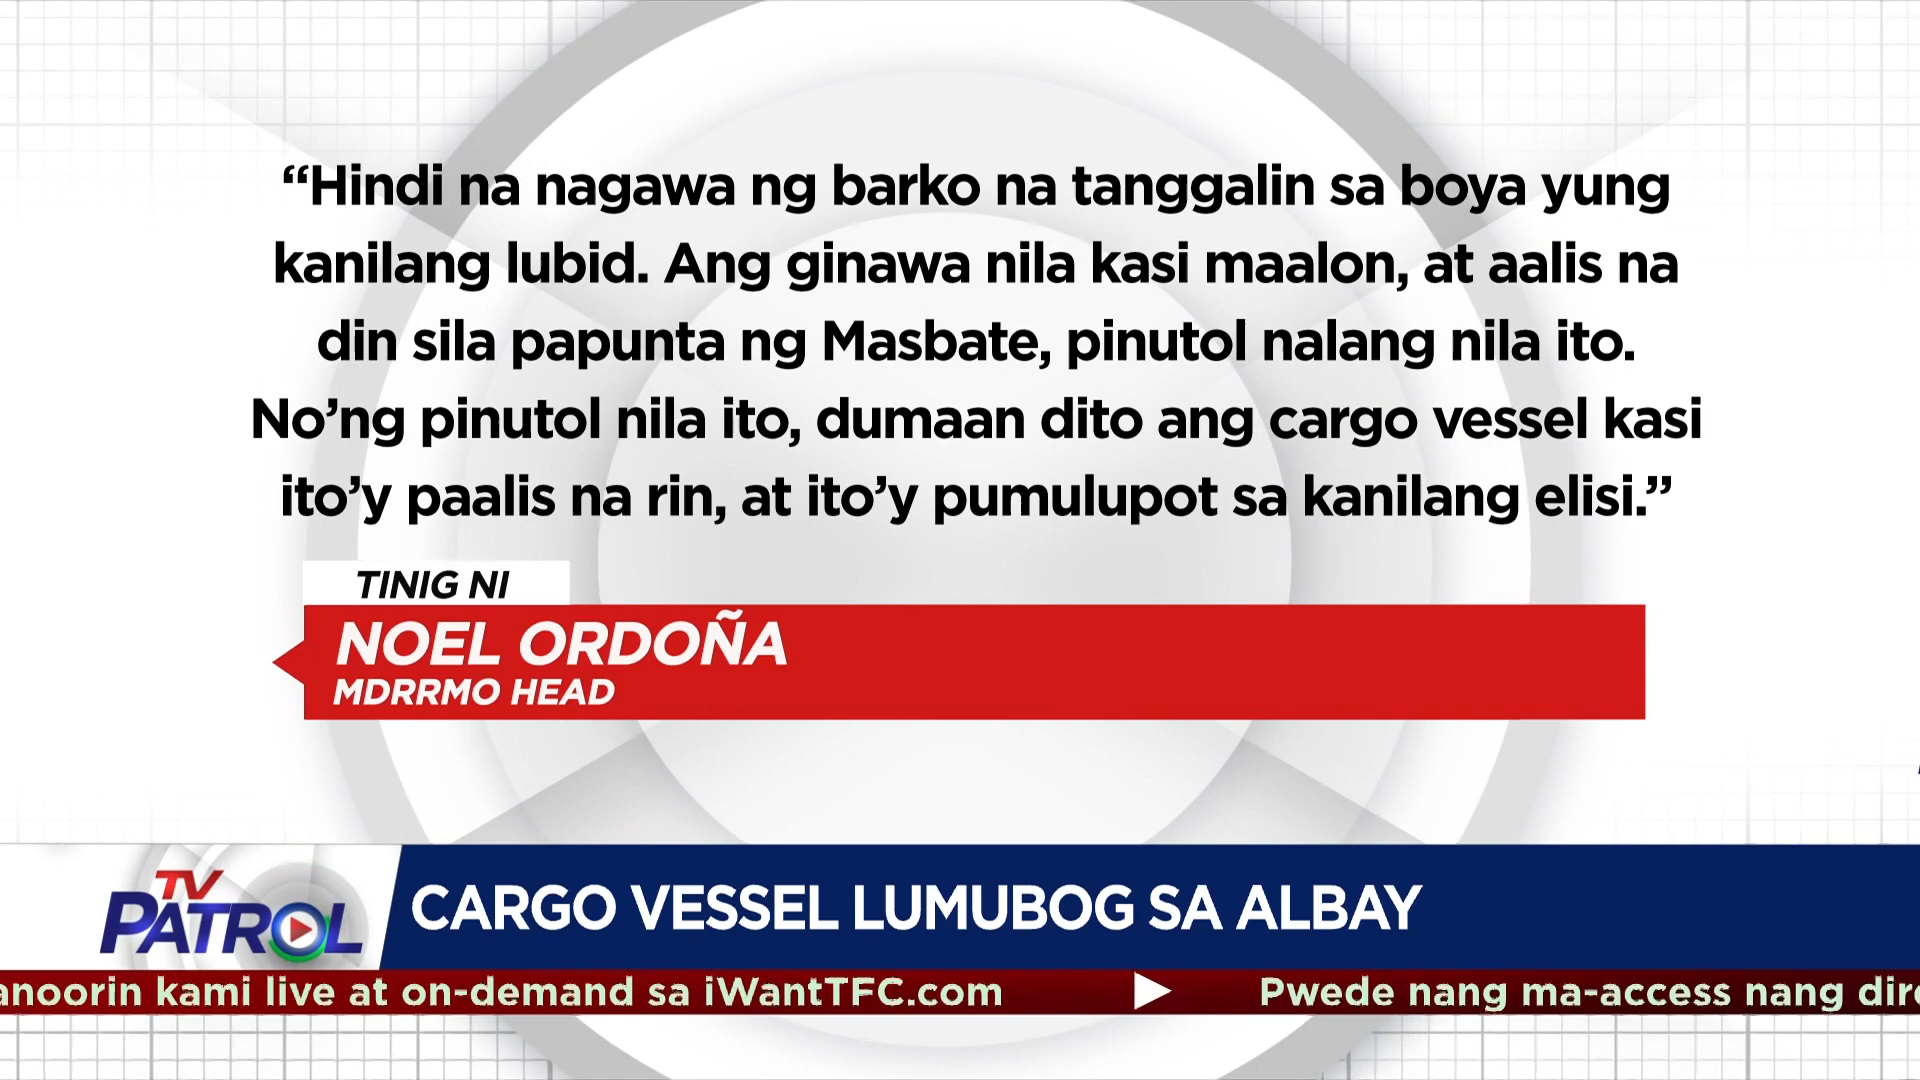 “Hindi na nagawa ng barko na tanggalin sa boya yung
kanilang lubid. Ang ginawa nila kasi maalon, at aalis na
din sila papunta ng Masbate, pinutol nalang nila ito.
No’ng pinutol nila ito, dumaan dito ang cargo vessel kasi
ito’y paalis na rin, at ito’y pumulupot sa kanilang elisi.”
TINIG NI
NOEL ORDOÑA
MDRRMO HEAD
TV
PATROL
CARGO VESSEL LUMUBOG SA ALBAY
anoorin kami live at on-demand sa iWantTFC.com
Pwede nang ma-access nang dire